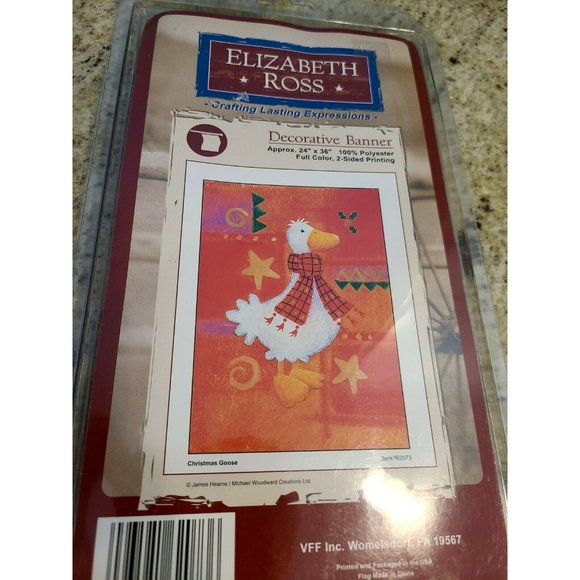 ELIZABETH
★ ROSS ★
- Crafting Lasting Expressions -
Decorative Banner
Approx. 24" x 36" 100% Polyester
Full Color, 2-Sided Printing
Christmas Goose
Item #62073
© James Hearne / Michael Woodward Creations Ltd.
VFF Inc. Womelsdorf, PA 19567
Printed and Packaged in the USA
Flag Made in China